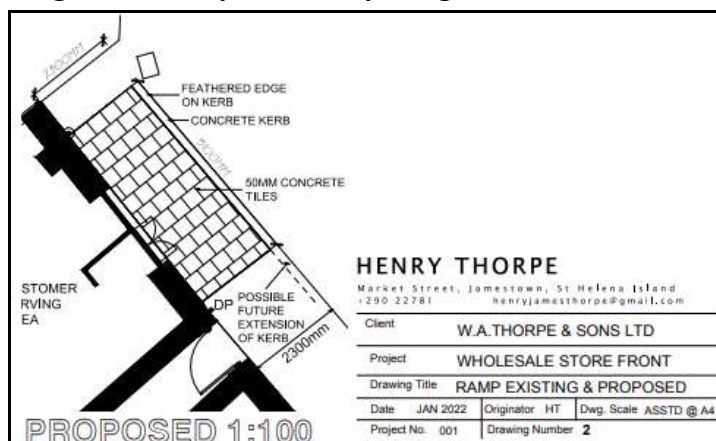 FEATHERED EDGE
ON KERB
CONCRETE KERB
50MM CONCRETE
TILES
STOMER
RVING
EA
DP
POSSIBLE
FUTURE
EXTENSION
OF KERB
2300mm
PROPOSED 1:100
HENRY THORPE
Market Street, Jamestown, St Helena Island
+290 22781 henryjamesthorpe@gmail.com
Client W.A.THORPE & SONS LTD
Project WHOLESALE STORE FRONT
Drawing Title RAMP EXISTING & PROPOSED
Date JAN 2022 Originator HT Dwg. Scale ASSTD @ A4
Project No. 001 Drawing Number 2